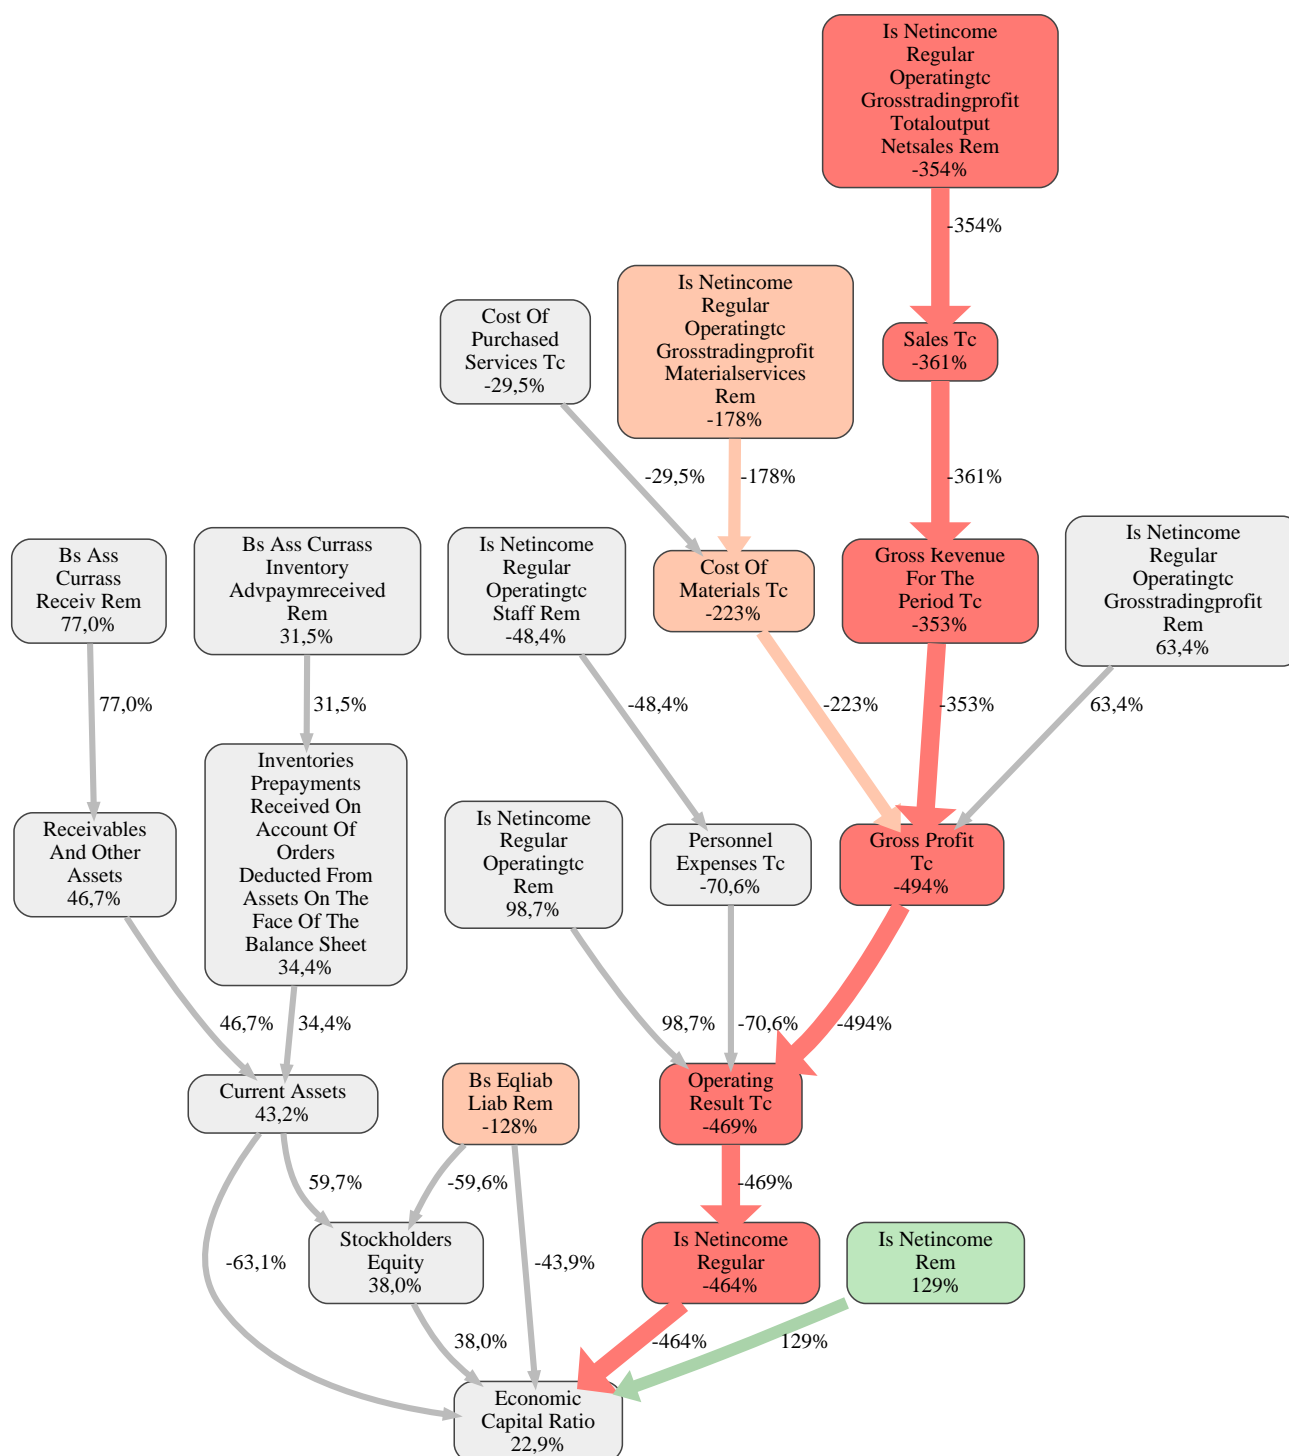 Is Netincome
Regular
Operatingtc
Grosstradingprofit
Totaloutput
Netsales Rem
-354%
-354%
Is Netincome
Regular
Operatingtc
Grosstradingprofit
Materialservices
Rem
-178%
Cost Of
Purchased
Services Tc
-29,5%
Sales Tc
-361%
-29,5%
-178%
-361%
Bs Ass
Currass
Receiv Rem
77,0%
Bs Ass Currass
Inventory
Advpaymreceived
Rem
31,5%
Is Netincome
Regular
Operatingtc
Staff Rem
-48,4%
Cost Of
Materials Tc
-223%
Gross Revenue
For The
Period Tc
-353%
Is Netincome
Regular
Operatingtc
Grosstradingprofit
Rem
63,4%
77,0%
31,5%
-48,4%
-223%
-353%
63,4%
Receivables
And Other
Assets
46,7%
Inventories
Prepayments
Received On
Account Of
Orders
Deducted From
Assets On The
Face Of The
Balance Sheet
34,4%
Is Netincome
Regular
Operatingtc
Rem
98,7%
Personnel
Expenses Tc
-70,6%
Gross Profit
Tc
-494%
46,7%
34,4%
98,7%
-70,6%
-494%
Current Assets
43,2%
Bs Eqliab
Liab Rem
-128%
Operating
Result Tc
-469%
59,7%
-59,6%
-469%
-63,1%
Stockholders
Equity
38,0%
-43,9%
Is Netincome
Regular
-464%
Is Netincome
Rem
129%
38,0%
-464%
129%
Economic
Capital Ratio
22,9%